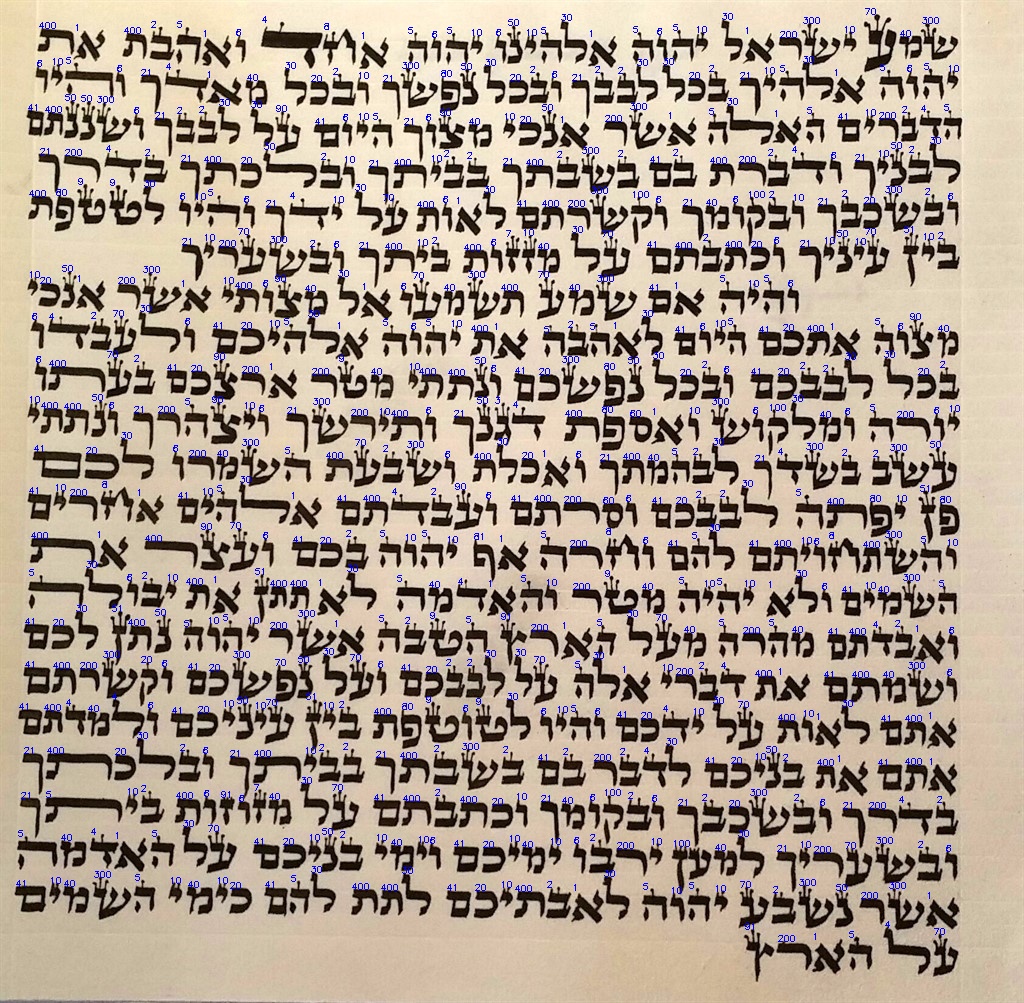 שמע ישראל יהוה אלהינו יהוה אחד ואהבת את
יהוה אלהיך בכל לבבך ובכל נפשך ובכל מאדך והיו
הדברים האלה אשר אנכי מצוך היום על לבבך ושננתם
לבניך ודברת בם בשבתך בביתך ובלכתך בדרך
ובשכבך ובקומך וקשרתם לאות על ידך והיו לטטפת
בין עיניך וכתבתם על מזזות ביתך ובשעריך
והיה אם שמע תשמעו אל מצותי אשר אנכי
מצוה אתכם היום לאהבה את יהוה אלהיכם ולעבדו
בכל לבבכם ובכל נפשכם ונתתי מטר ארצכם בעתו
יורה ומלקוש ואספת דגנך ותירשך ויצהרך ונתתי
עשב בשדך לבהמתך ואכלת ושבעת השמרו לכם
פן יפתה לבבכם וסרתם ועבדתם אלהים אחרים
והשתחויתם להם וחרה אף יהוה בכם ועצר את
השמים ולא יהיה מטר והאדמה לא תתן את יבולה
ואבדתם מהרה מעל הארץ הטבה אשר יהוה נתן לכם
ושמתם את דברי אלה על לבבכם ועל נפשכם וקשרתם
אתם לאות על ידכם והיו לטוטפת בין עיניכם ולמדתם
אתם את בניכם לדבר בם בשבתך בביתך ובלכתך
בדרך ובשכבך ובקומך וכתבתם על מזוזות ביתך
ובשעריך למען ירבו ימיכם וימי בניכם על האדמה
אשר נשבע יהוה לאבתיכם לתת להם כימי השמים
על הארץ